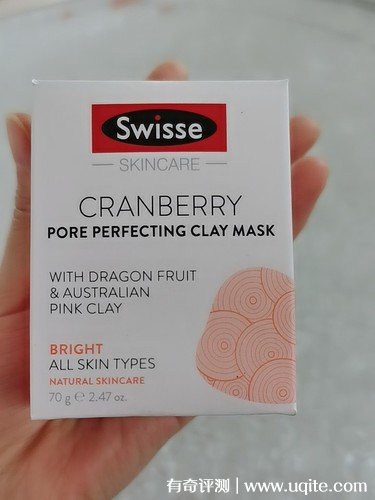 Swisse
SKINCARE
CRANBERRY
PORE PERFECTING CLAY MASK
WITH DRAGON FRUIT
& AUSTRALIAN
PINK CLAY
BRIGHT
ALL SKIN TYPES
NATURAL SKINCARE
70 g ℮ 2.47 oz.
有奇评测 | www.uqite.com